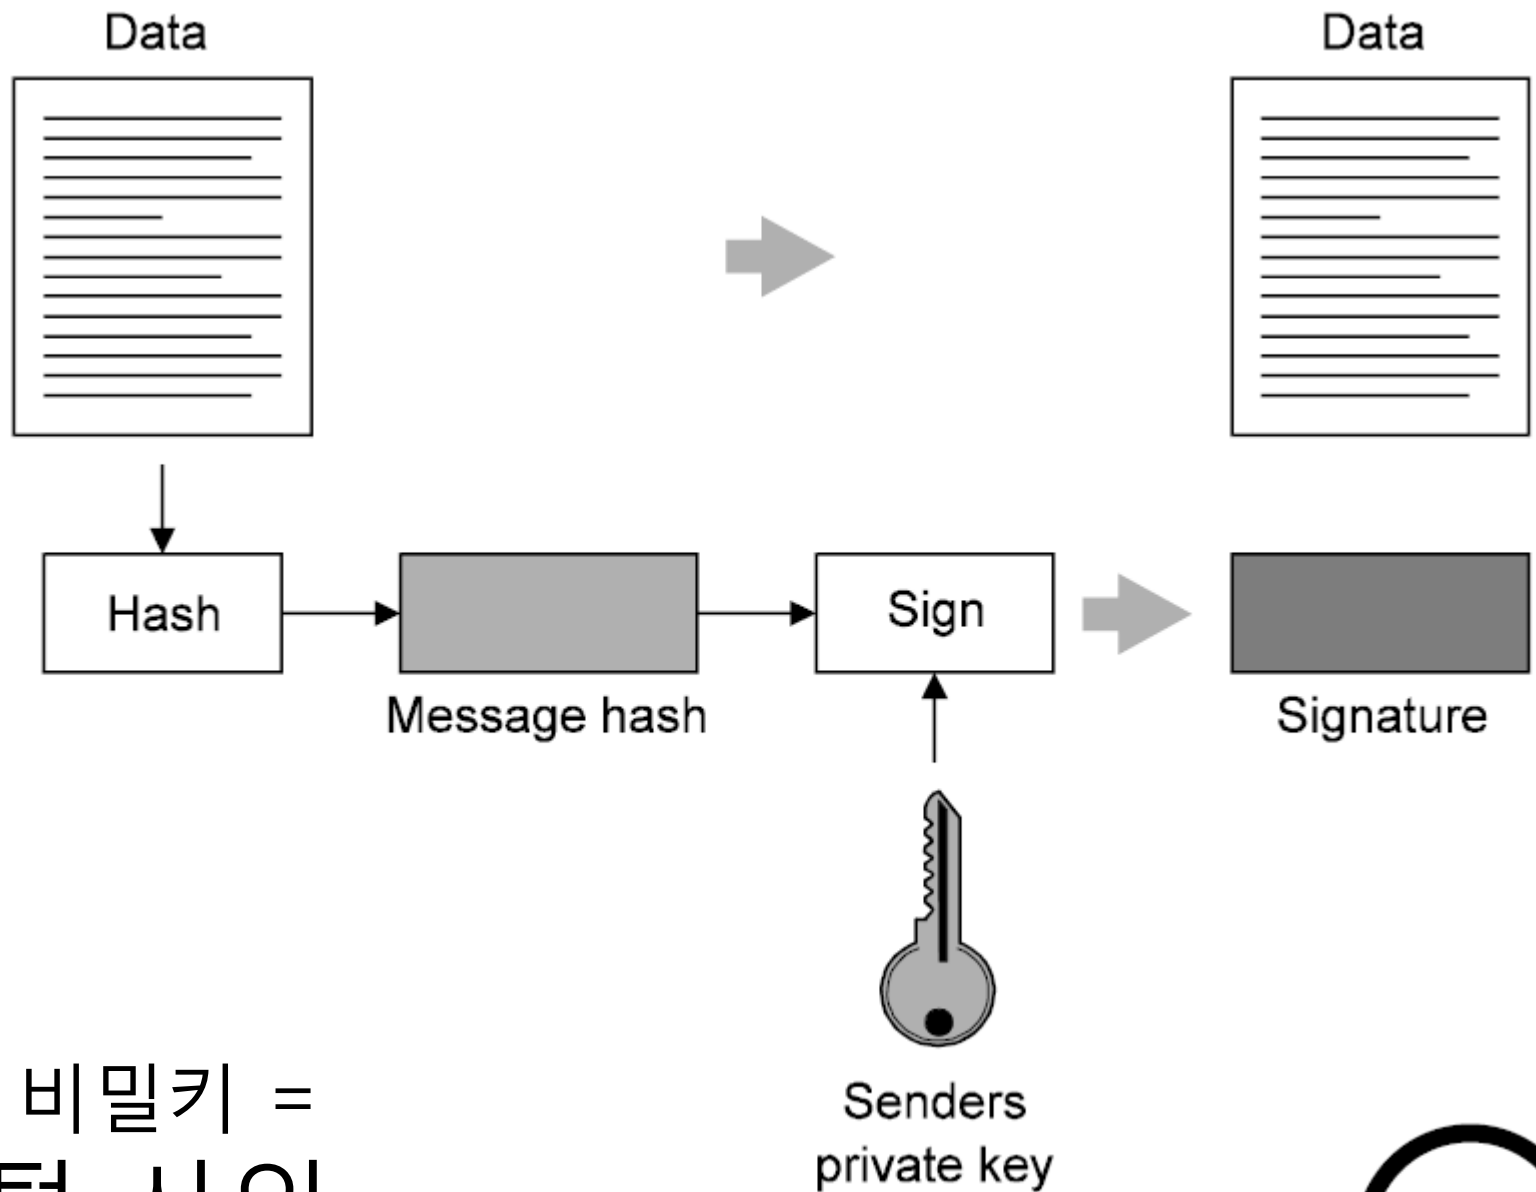 Data
Data
Hash
Sign
Message hash
Signature
비밀키 =
Senders
private key